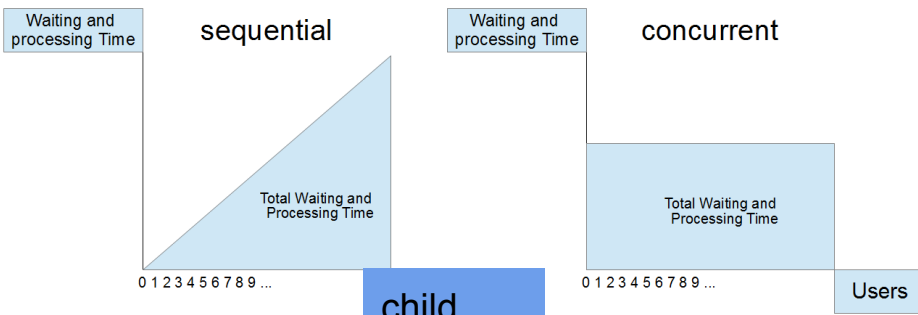 Waiting and
processing Time
sequential
Total Waiting and
Processing Time
0 1 2 3 4 5 6 7 8 9 ...
child
Waiting and
processing Time
concurrent
Total Waiting and
Processing Time
0 1 2 3 4 5 6 7 8 9 ...
Users